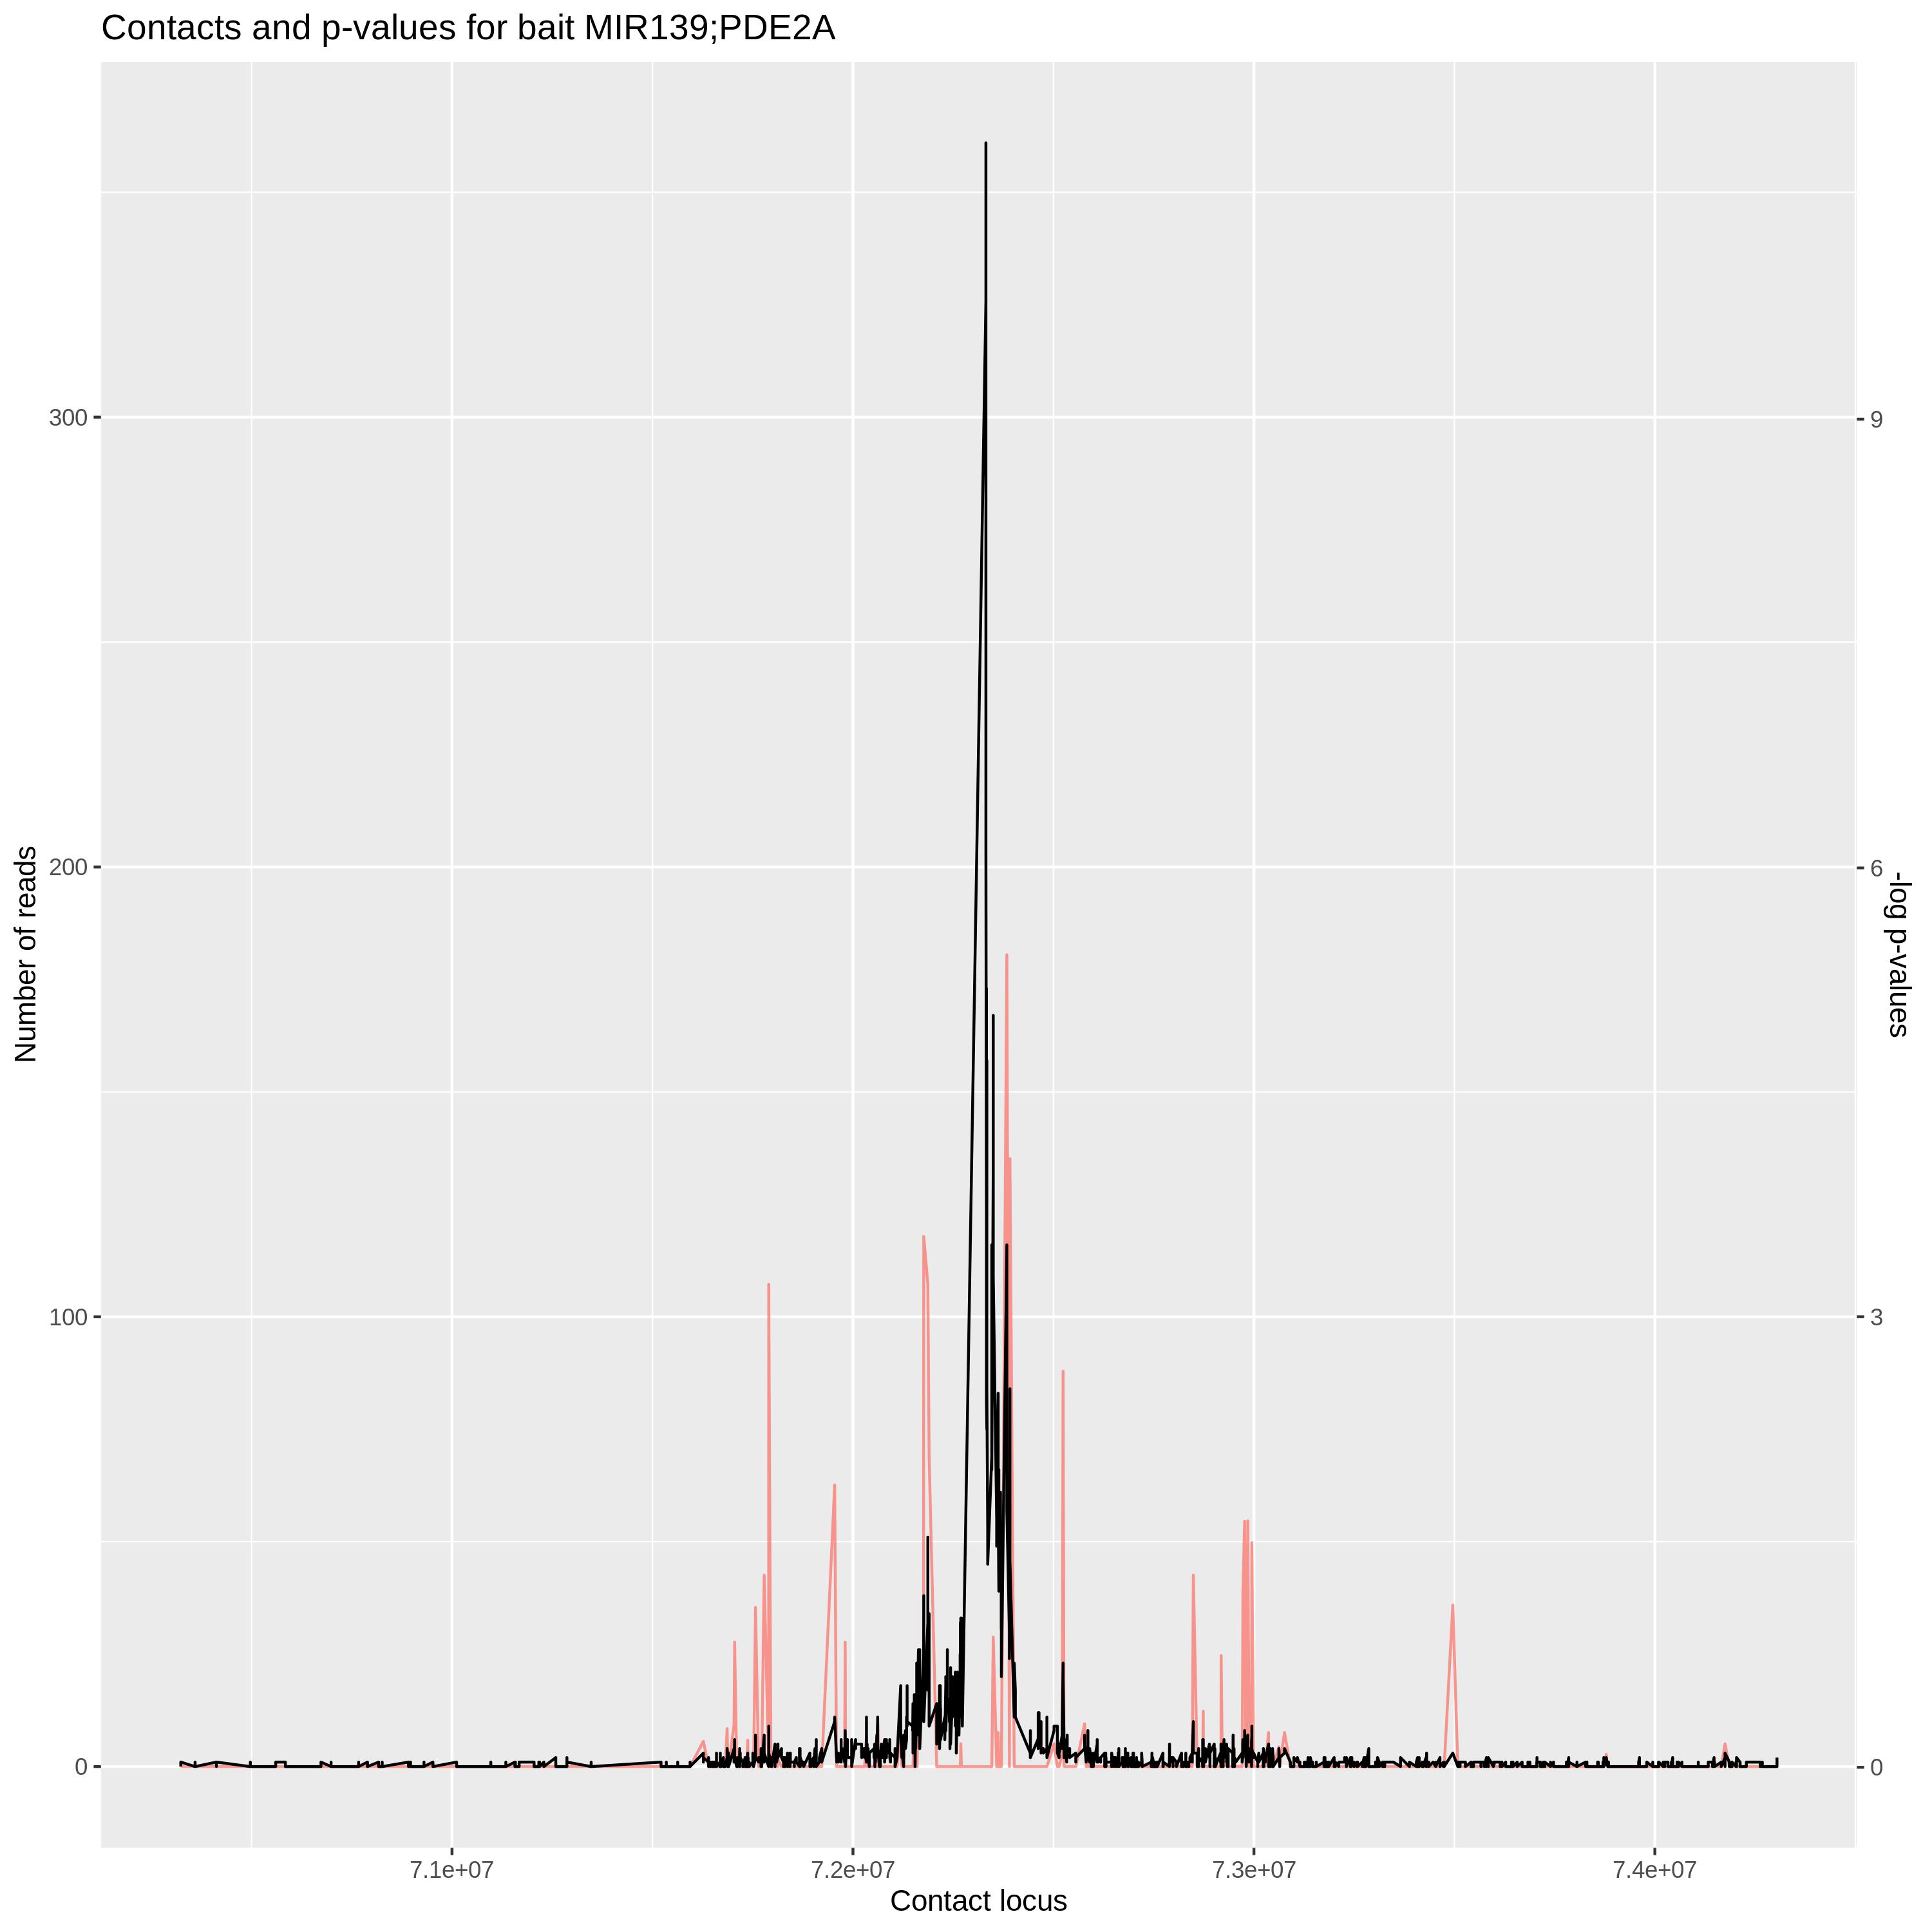 Contacts and p-values for bait MIR139;PDE2A
Number of reads
300
200
100
0
9
6
3
0
-log p-values
7.1e+07
7.2e+07
7.3e+07
7.4e+07
Contact locus